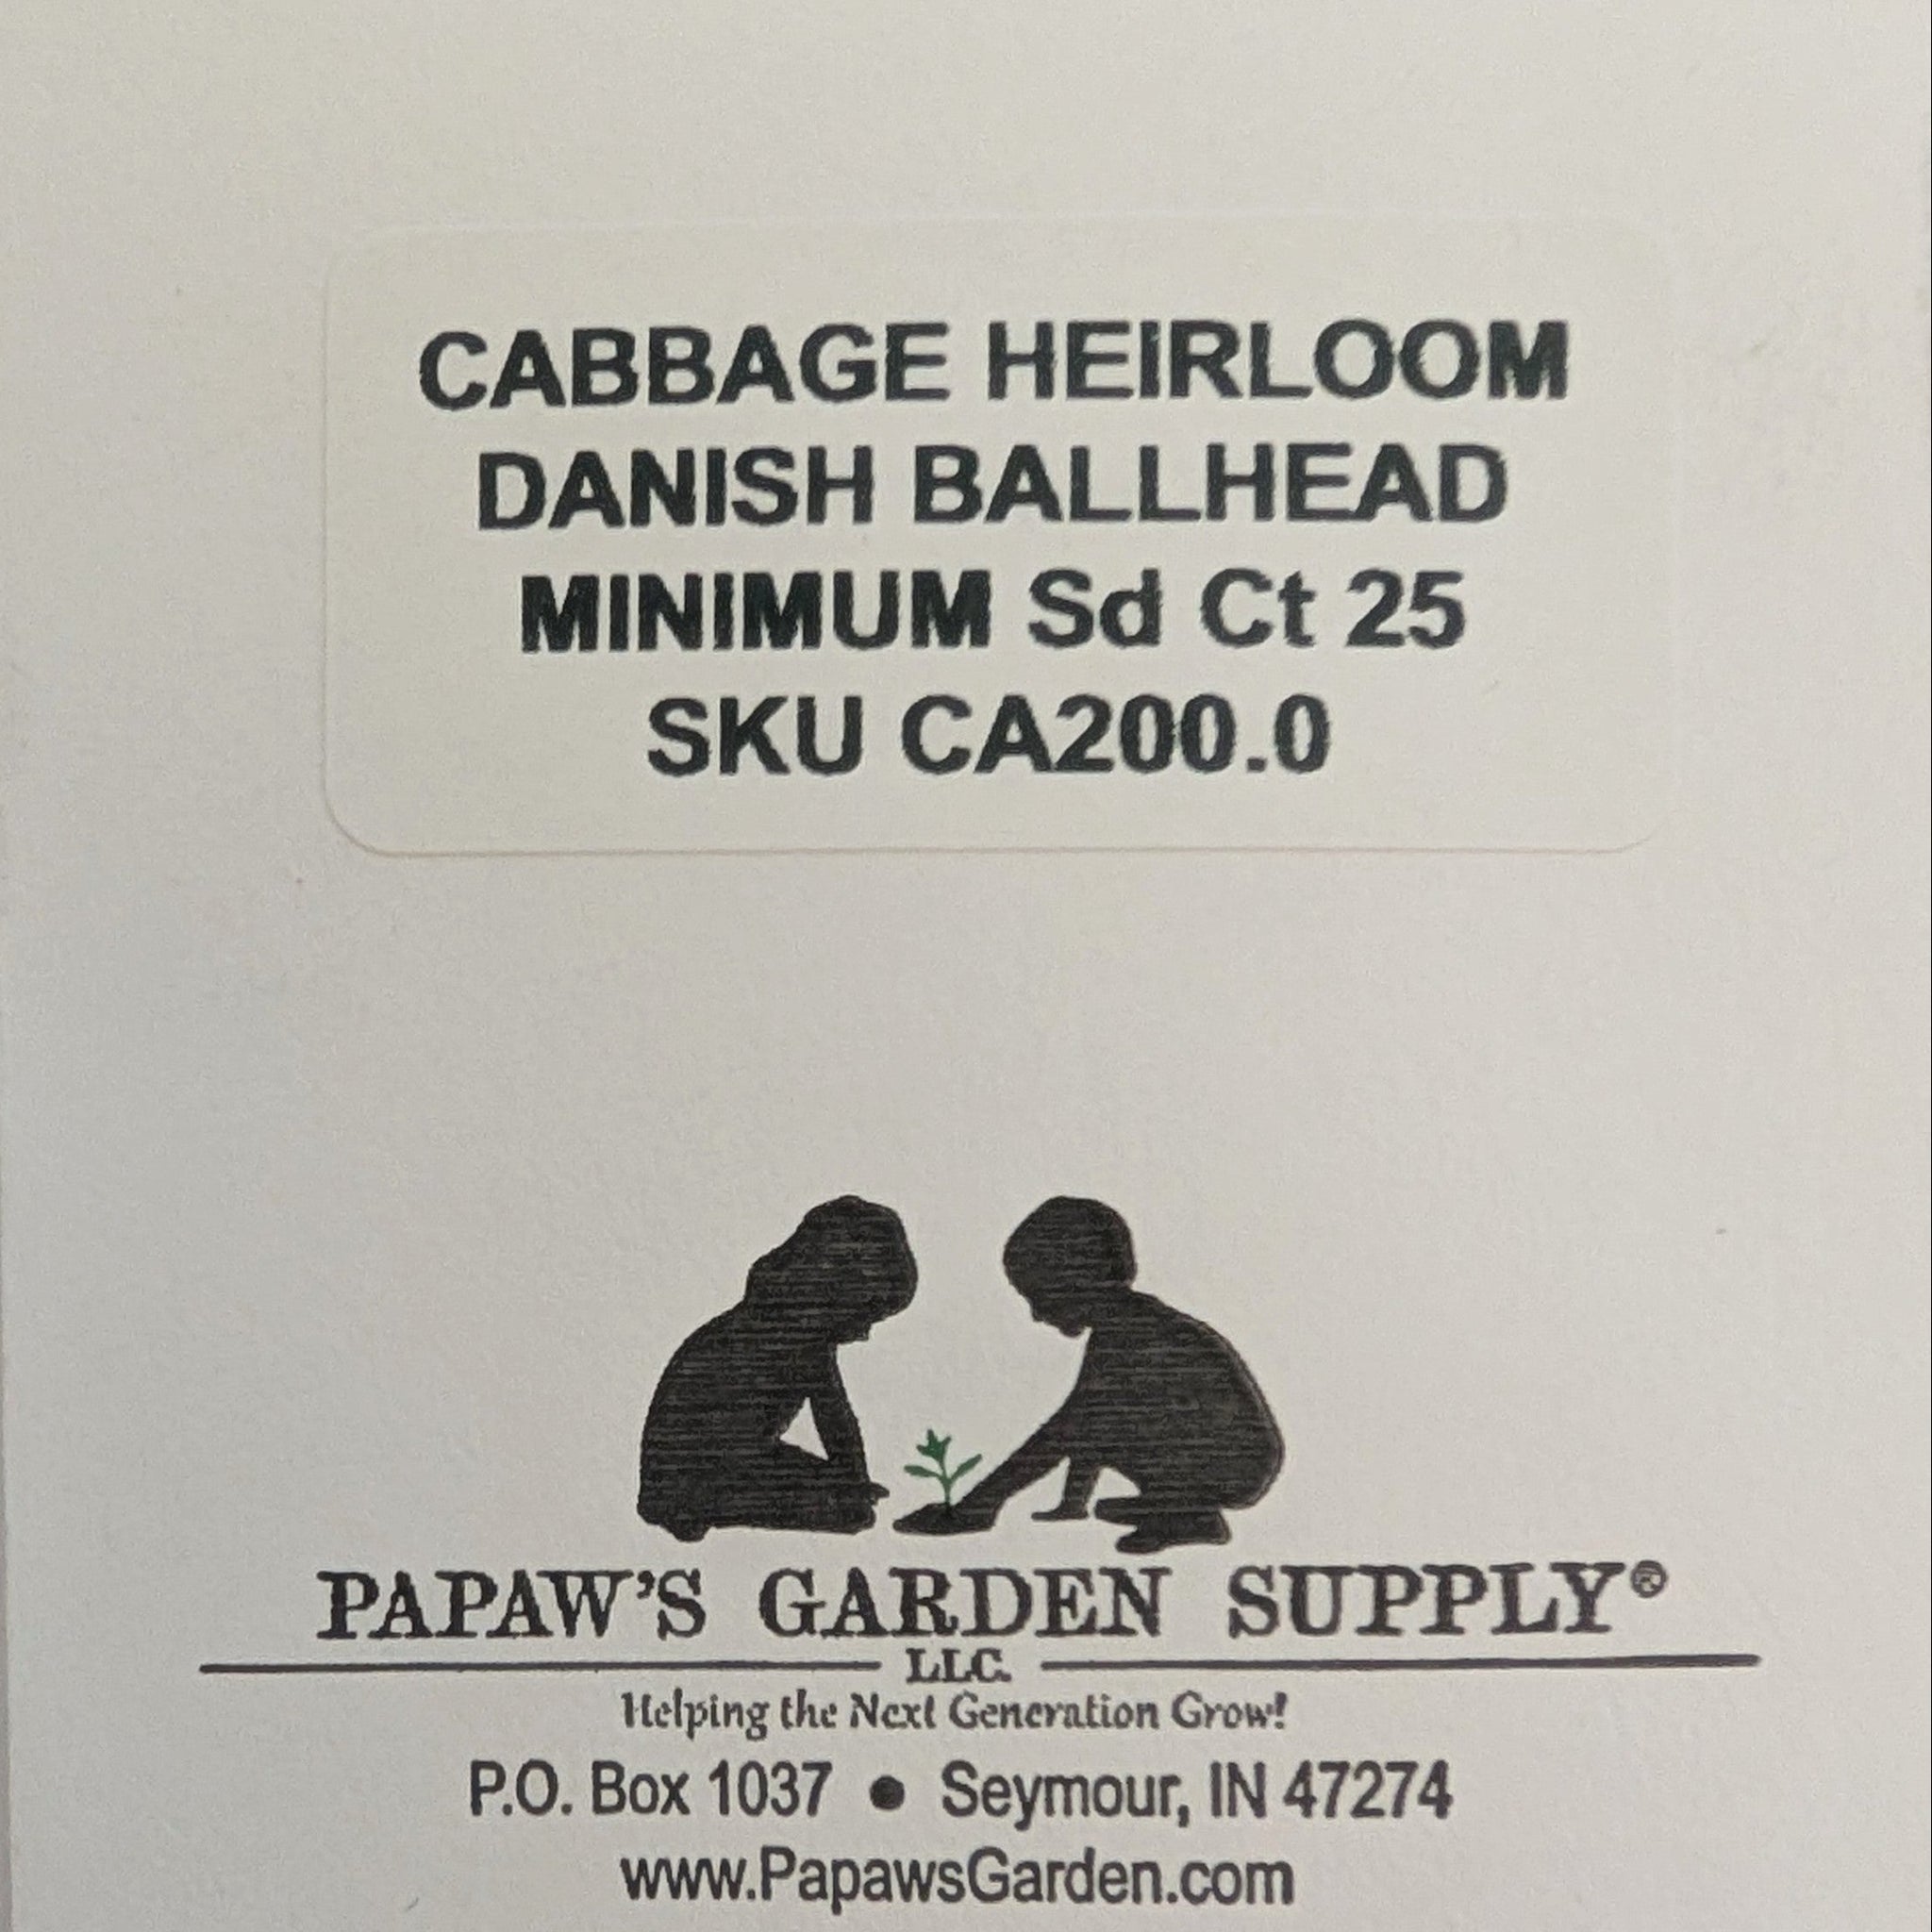 CABBAGE HEIRLOOM
DANISH BALLHEAD
MINIMUM Sd Ct 25
SKU CA200.0
PAPAW'S GARDEN SUPPLY®
LLC.
Helping the Next Generation Grow!
P.O. Box 1037 • Seymour, IN 47274
www.PapawsGarden.com